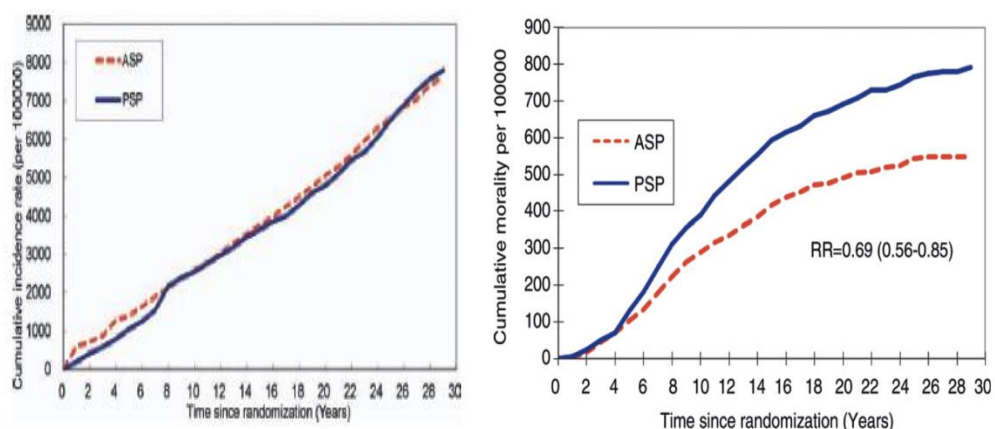 Cumulative incidence rate (per 100000)
9000
8000
7000
6000
5000
4000
3000
2000
1000
0
ASP
PSP
0 2 4 6 8 10 12 14 16 18 20 22 24 26 28 30
Time since randomization (Years)
Cumulative morality per 100000
900
800
700
600
500
400
300
200
100
0
ASP
PSP
RR=0.69 (0.56-0.85)
0 2 4 6 8 10 12 14 16 18 20 22 24 26 28 30
Time since randomization (Years)